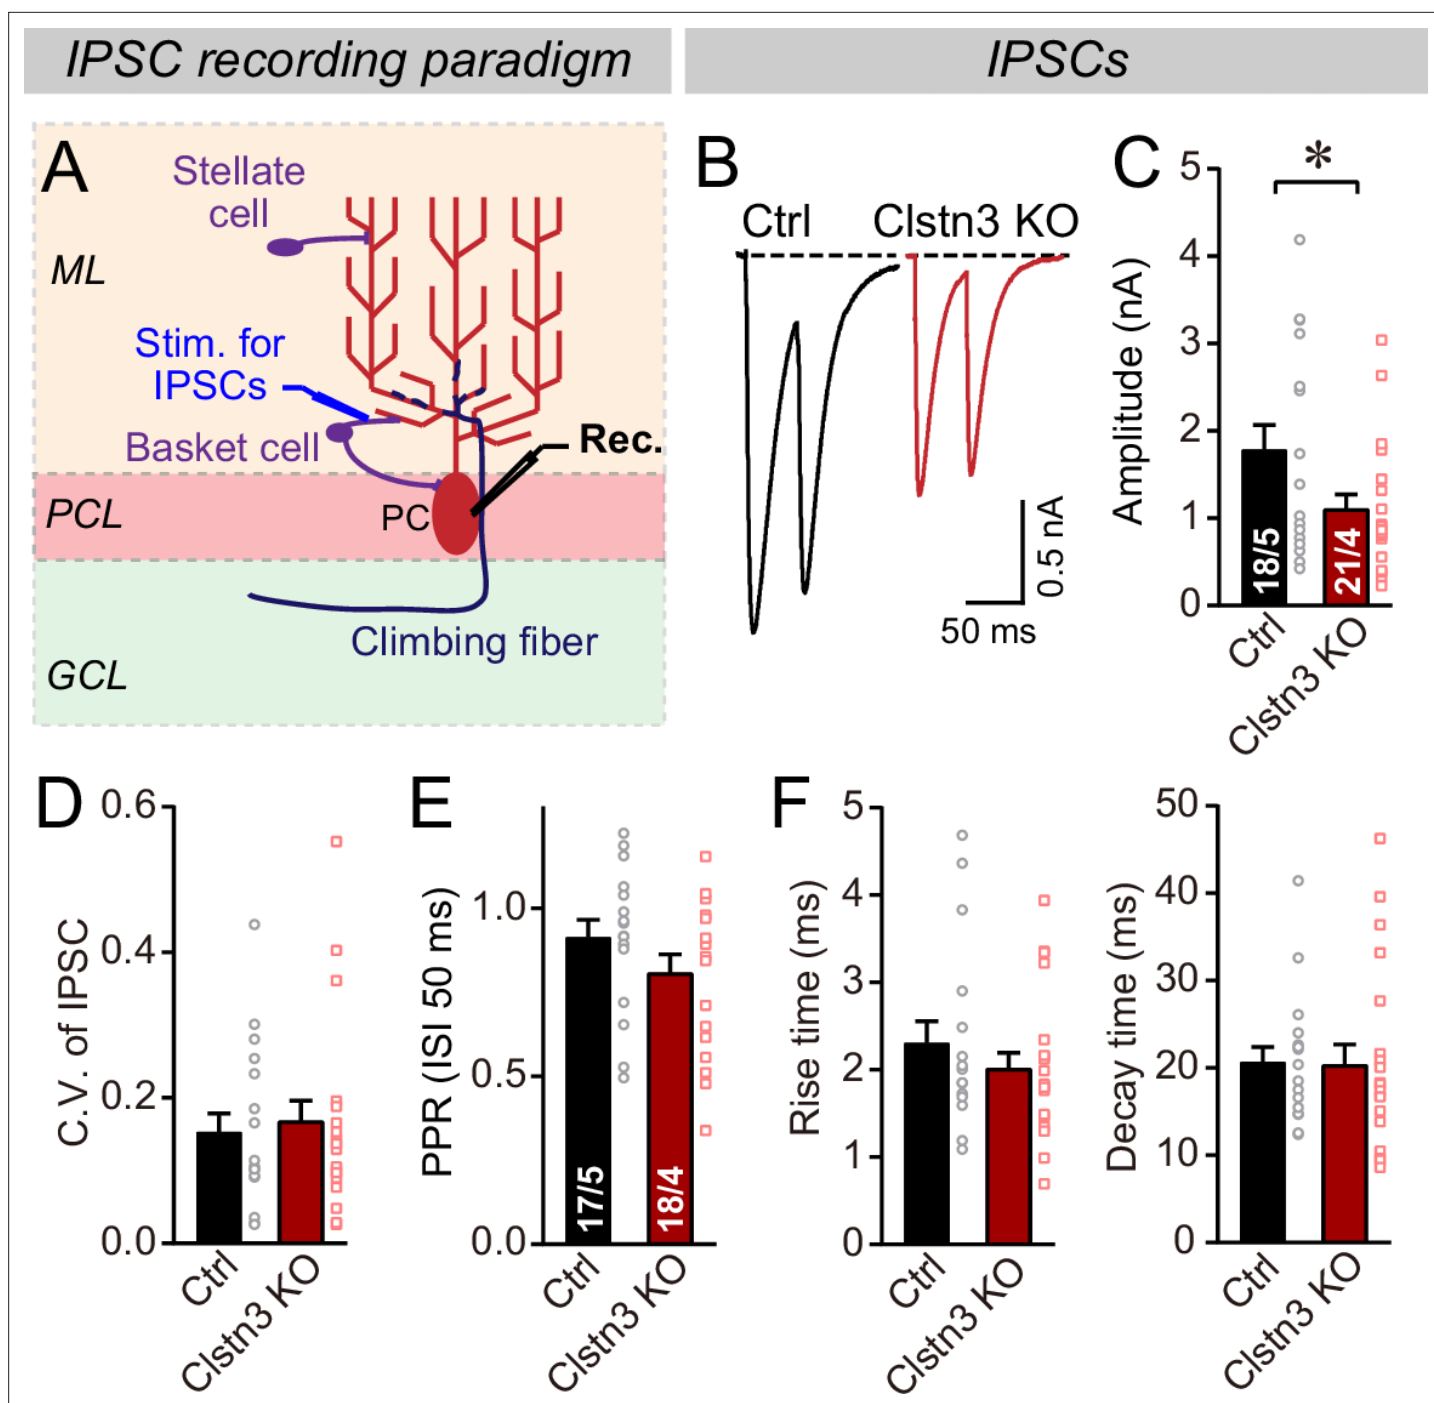 IPSC recording paradigm
IPSCs
A
Stellate
cell
ML
Stim. for
IPSCs
Basket cell
Rec.
PCL
PC
Climbing fiber
GCL
B
Ctrl
Clstn3 KO
0.5 nA
50 ms
C
*
Amplitude (nA)
5
4
3
2
1
0
18/5
21/4
Ctrl
Clstn3 KO
D
C.V. of IPSC
0.6
0.4
0.2
0.0
Ctrl
Clstn3 KO
E
PPR (ISI 50 ms)
1.0
0.5
0.0
17/5
18/4
Ctrl
Clstn3 KO
F
Rise time (ms)
5
4
3
2
1
0
Ctrl
Clstn3 KO
Decay time (ms)
50
40
30
20
10
0
Ctrl
Clstn3 KO